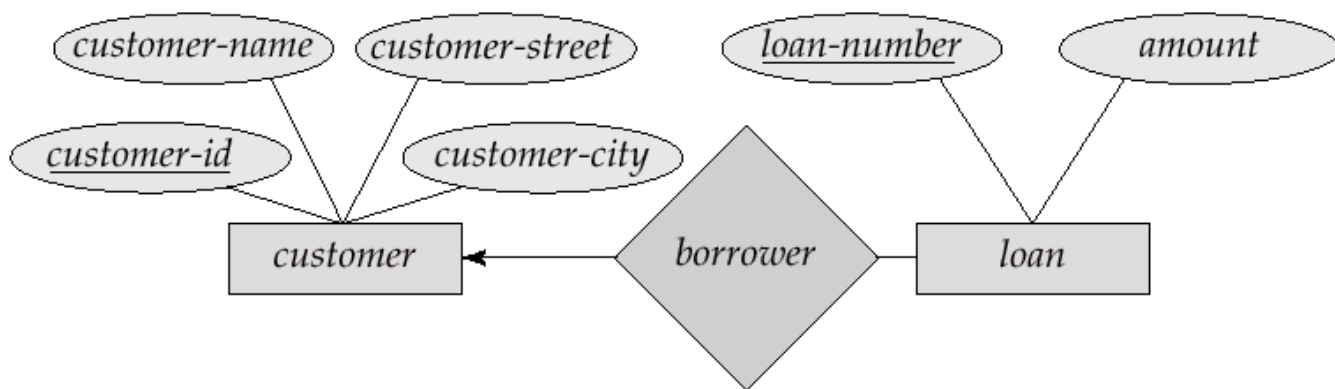 customer-name
customer-street
loan-number
amount
customer-id
customer-city
customer
borrower
loan